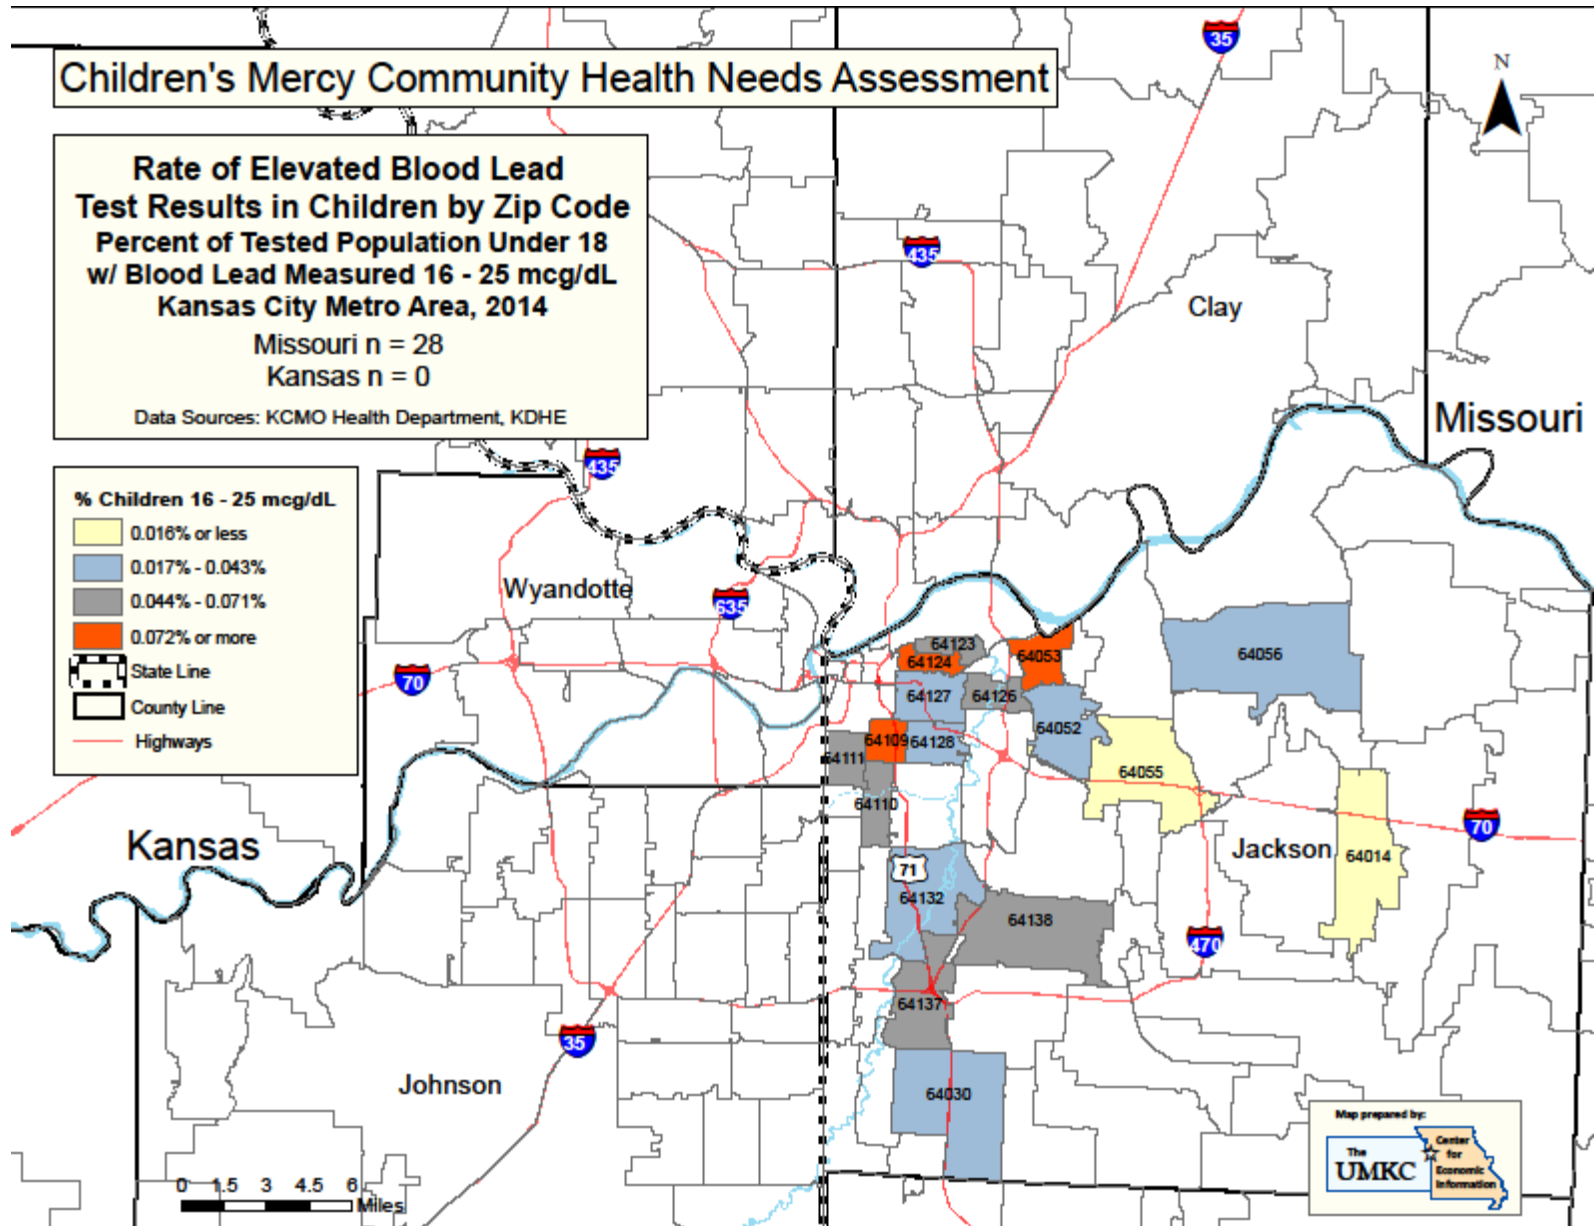 Children's Mercy Community Health Needs Assessment
Rate of Elevated Blood Lead
Test Results in Children by Zip Code
Percent of Tested Population Under 18
w/ Blood Lead Measured 16 - 25 mcg/dL
Kansas City Metro Area, 2014
Missouri n = 28
Kansas n = 0
Data Sources: KCMO Health Department, KDHE
% Children 16 - 25 mcg/dL
0.016% or less
0.017% - 0.043%
0.044% - 0.071%
0.072% or more
State Line
County Line
Highways
N
35
435
Clay
Missouri
435
Wyandotte
635
70
64123
64124
64053
64056
64127
64126
64052
64109
64128
64111
64055
64110
70
Kansas
Jackson
64014
71
64132
64138
470
64137
35
Johnson
64030
0 1.5 3 4.5 6
Miles
Map prepared by:
The
UMKC
Center
for
Economic
Information